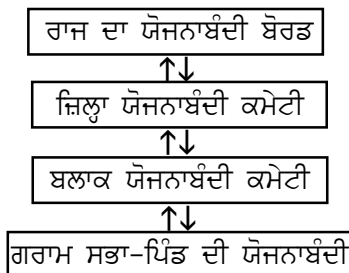 ਰਾਜ ਦਾ ਯੋਜਨਾਬੰਦੀ ਬੋਰਡ
↑↓
ਜ਼ਿਲ੍ਹਾ ਯੋਜਨਾਬੰਦੀ ਕਮੇਟੀ
↑↓
ਬਲਾਕ ਯੋਜਨਾਬੰਦੀ ਕਮੇਟੀ
↑↓
ਗਰਾਮ ਸਭਾ-ਪਿੰਡ ਦੀ ਯੋਜਨਾਬੰਦੀ